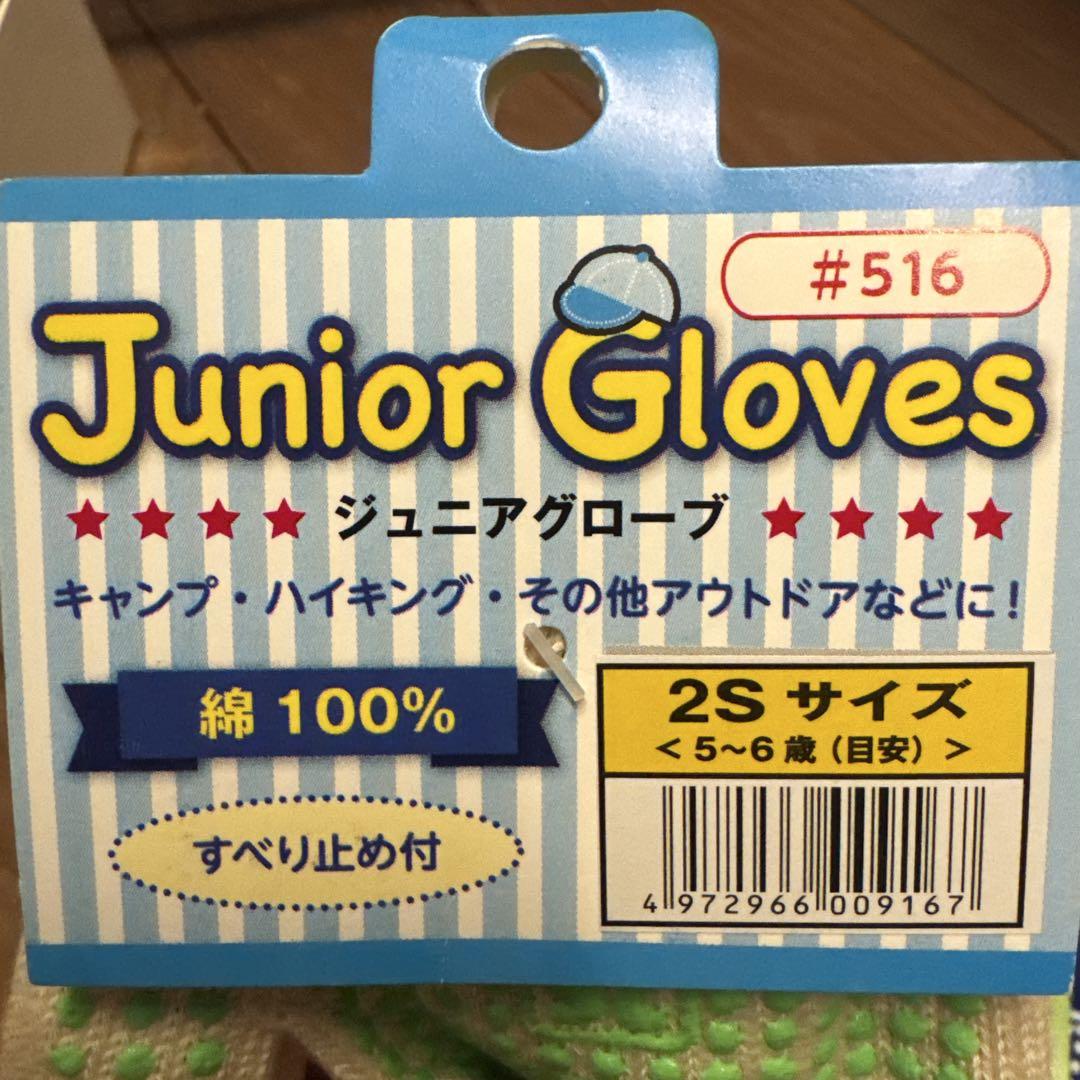 #516
Junior Gloves
★★★★ ジュニアグローブ ★★★★
キャンプ・ハイキング・その他アウトドアなどに!
綿 100%
すべり止め付
2S サイズ
< 5~6 歳 (目安) >
4 972966 009167